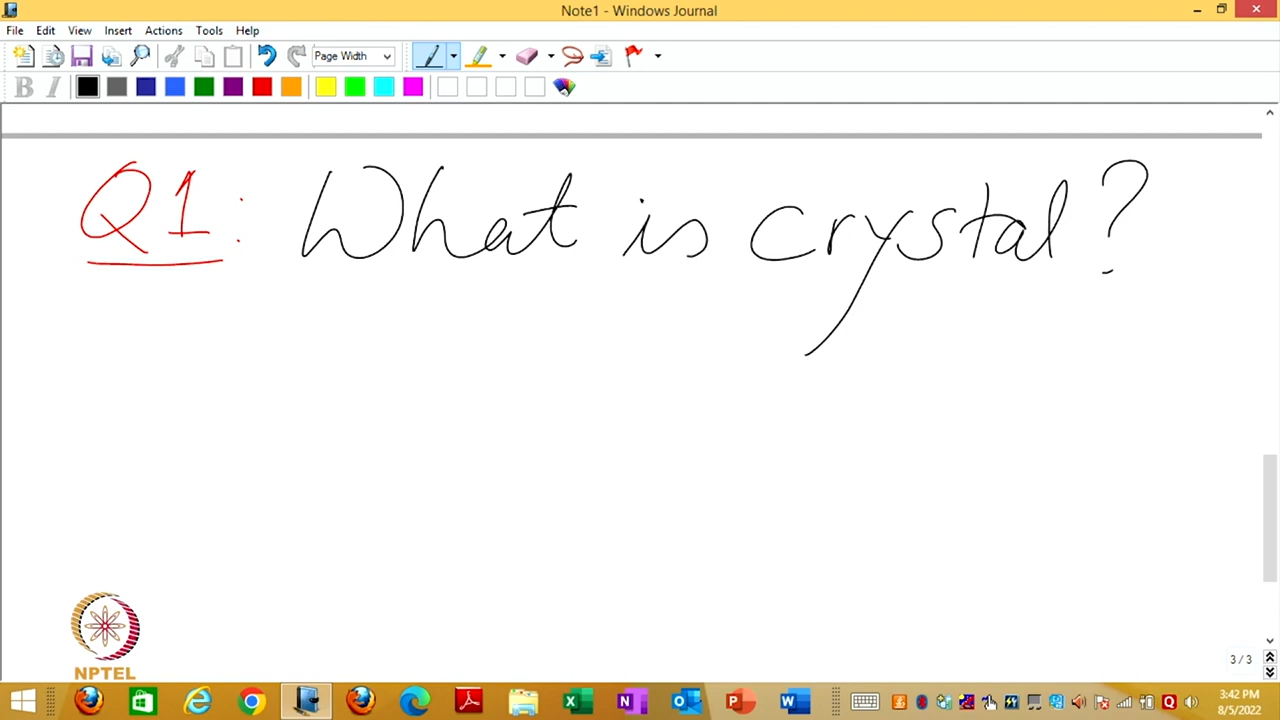 Note1 - Windows Journal
File Edit View Insert Actions Tools Help
Page Width
B I
Q1: What is crystal?
NPTEL
3 / 3
3:42 PM
8/5/2022